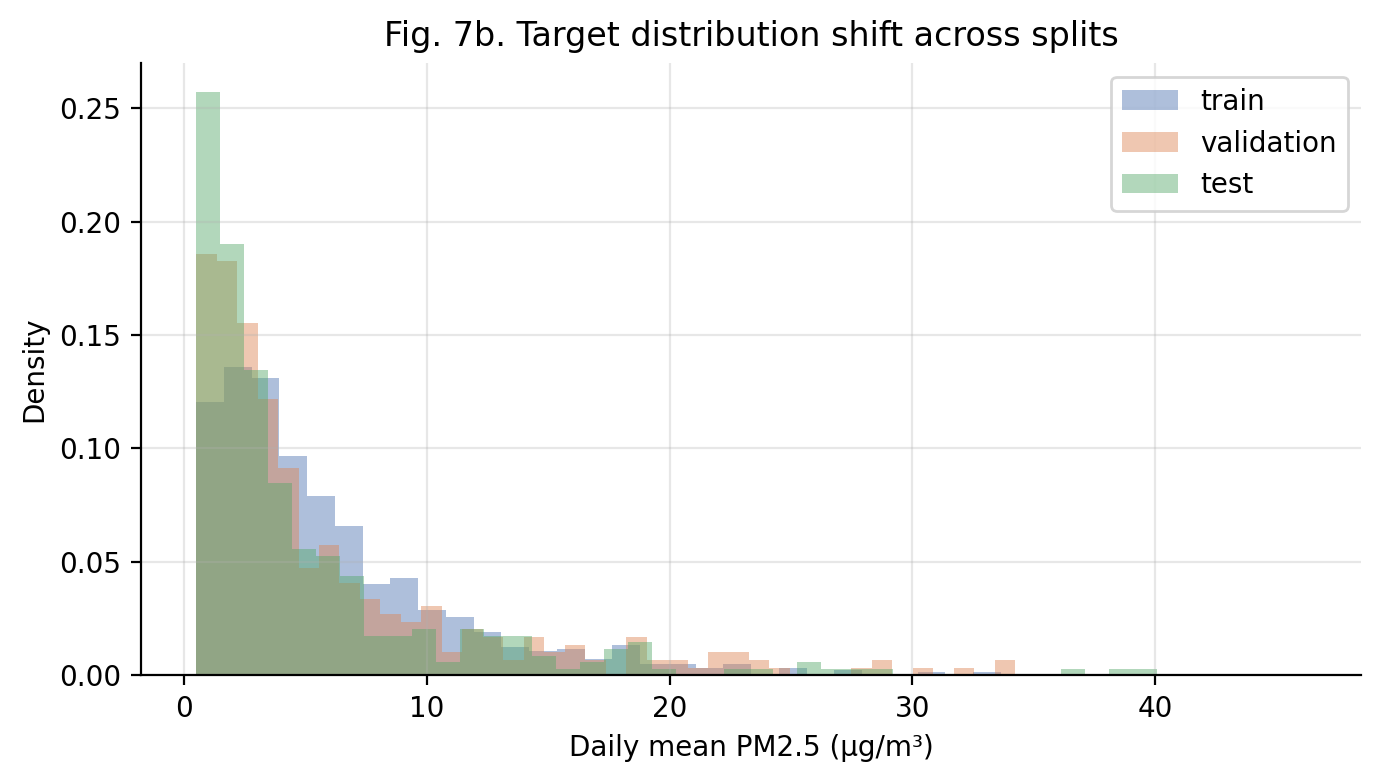 Fig. 7b. Target distribution shift across splits
train
validation
test
0.25
0.20
0.15
0.10
0.05
0.00
Density
0 10 20 30 40
Daily mean PM2.5 (µg/m³)